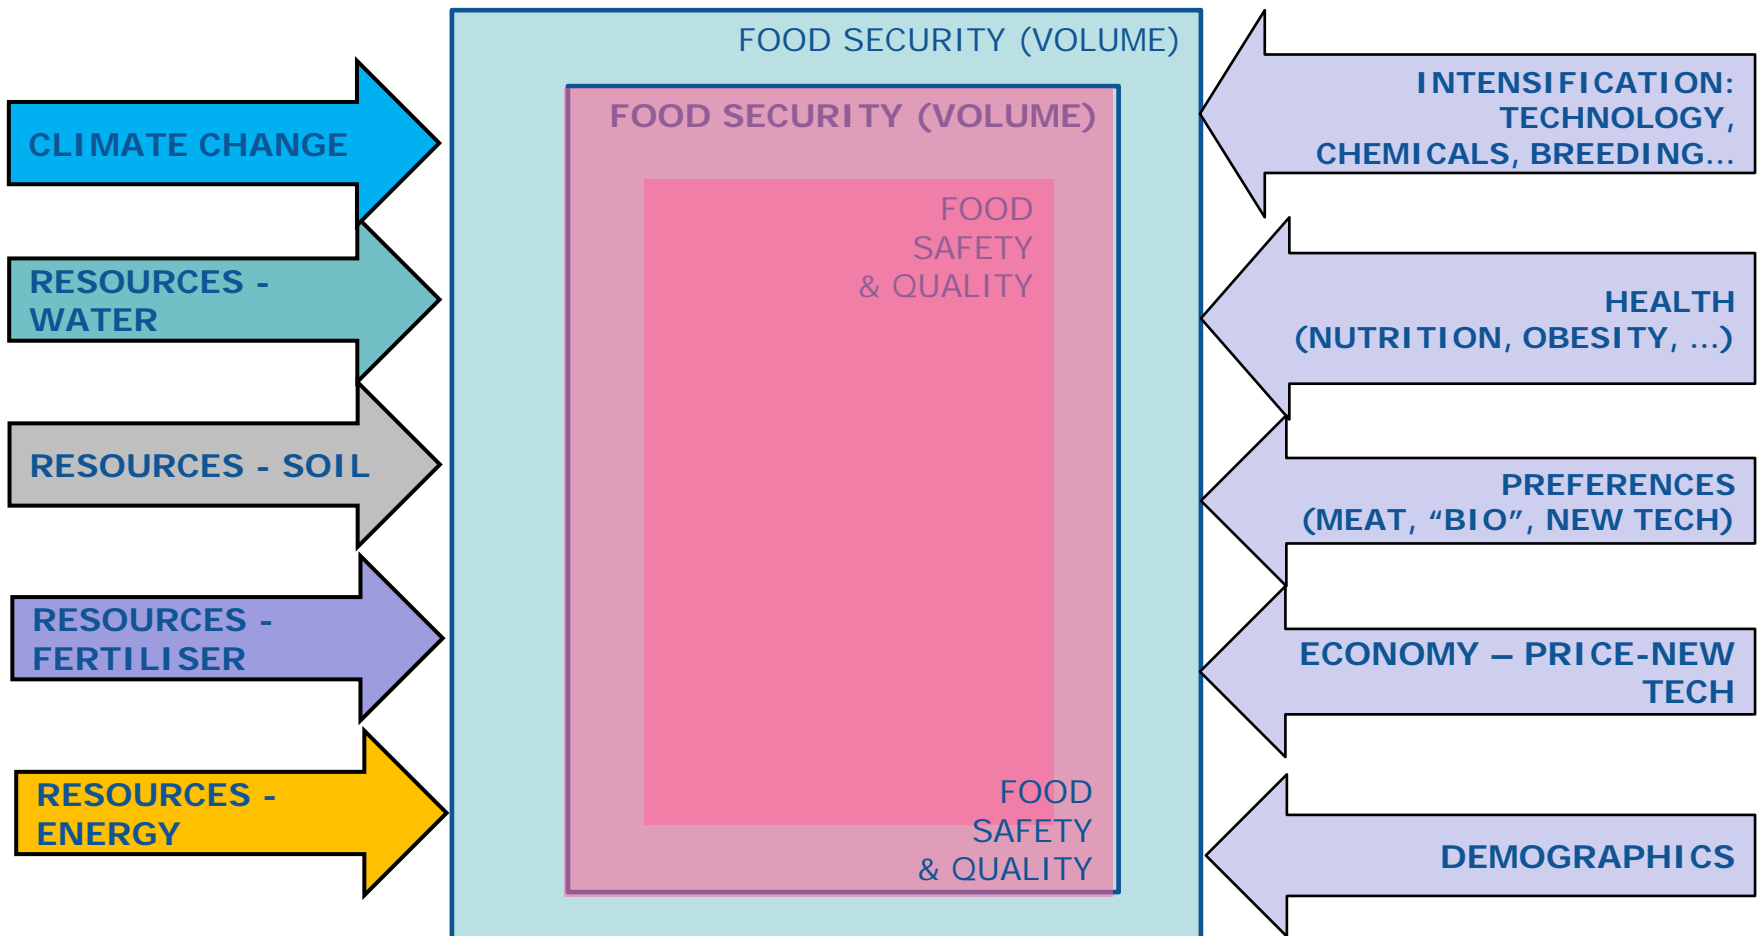 FOOD SECURITY (VOLUME)
FOOD SECURITY (VOLUME)
FOOD
SAFETY
& QUALITY
FOOD
SAFETY
& QUALITY
CLIMATE CHANGE
RESOURCES -
WATER
RESOURCES - SOIL
RESOURCES -
FERTILISER
RESOURCES -
ENERGY
INTENSIFICATION:
TECHNOLOGY,
CHEMICALS, BREEDING...
HEALTH
(NUTRITION, OBESITY, ...)
PREFERENCES
(MEAT, “BIO”, NEW TECH)
ECONOMY – PRICE-NEW
TECH
DEMOGRAPHICS